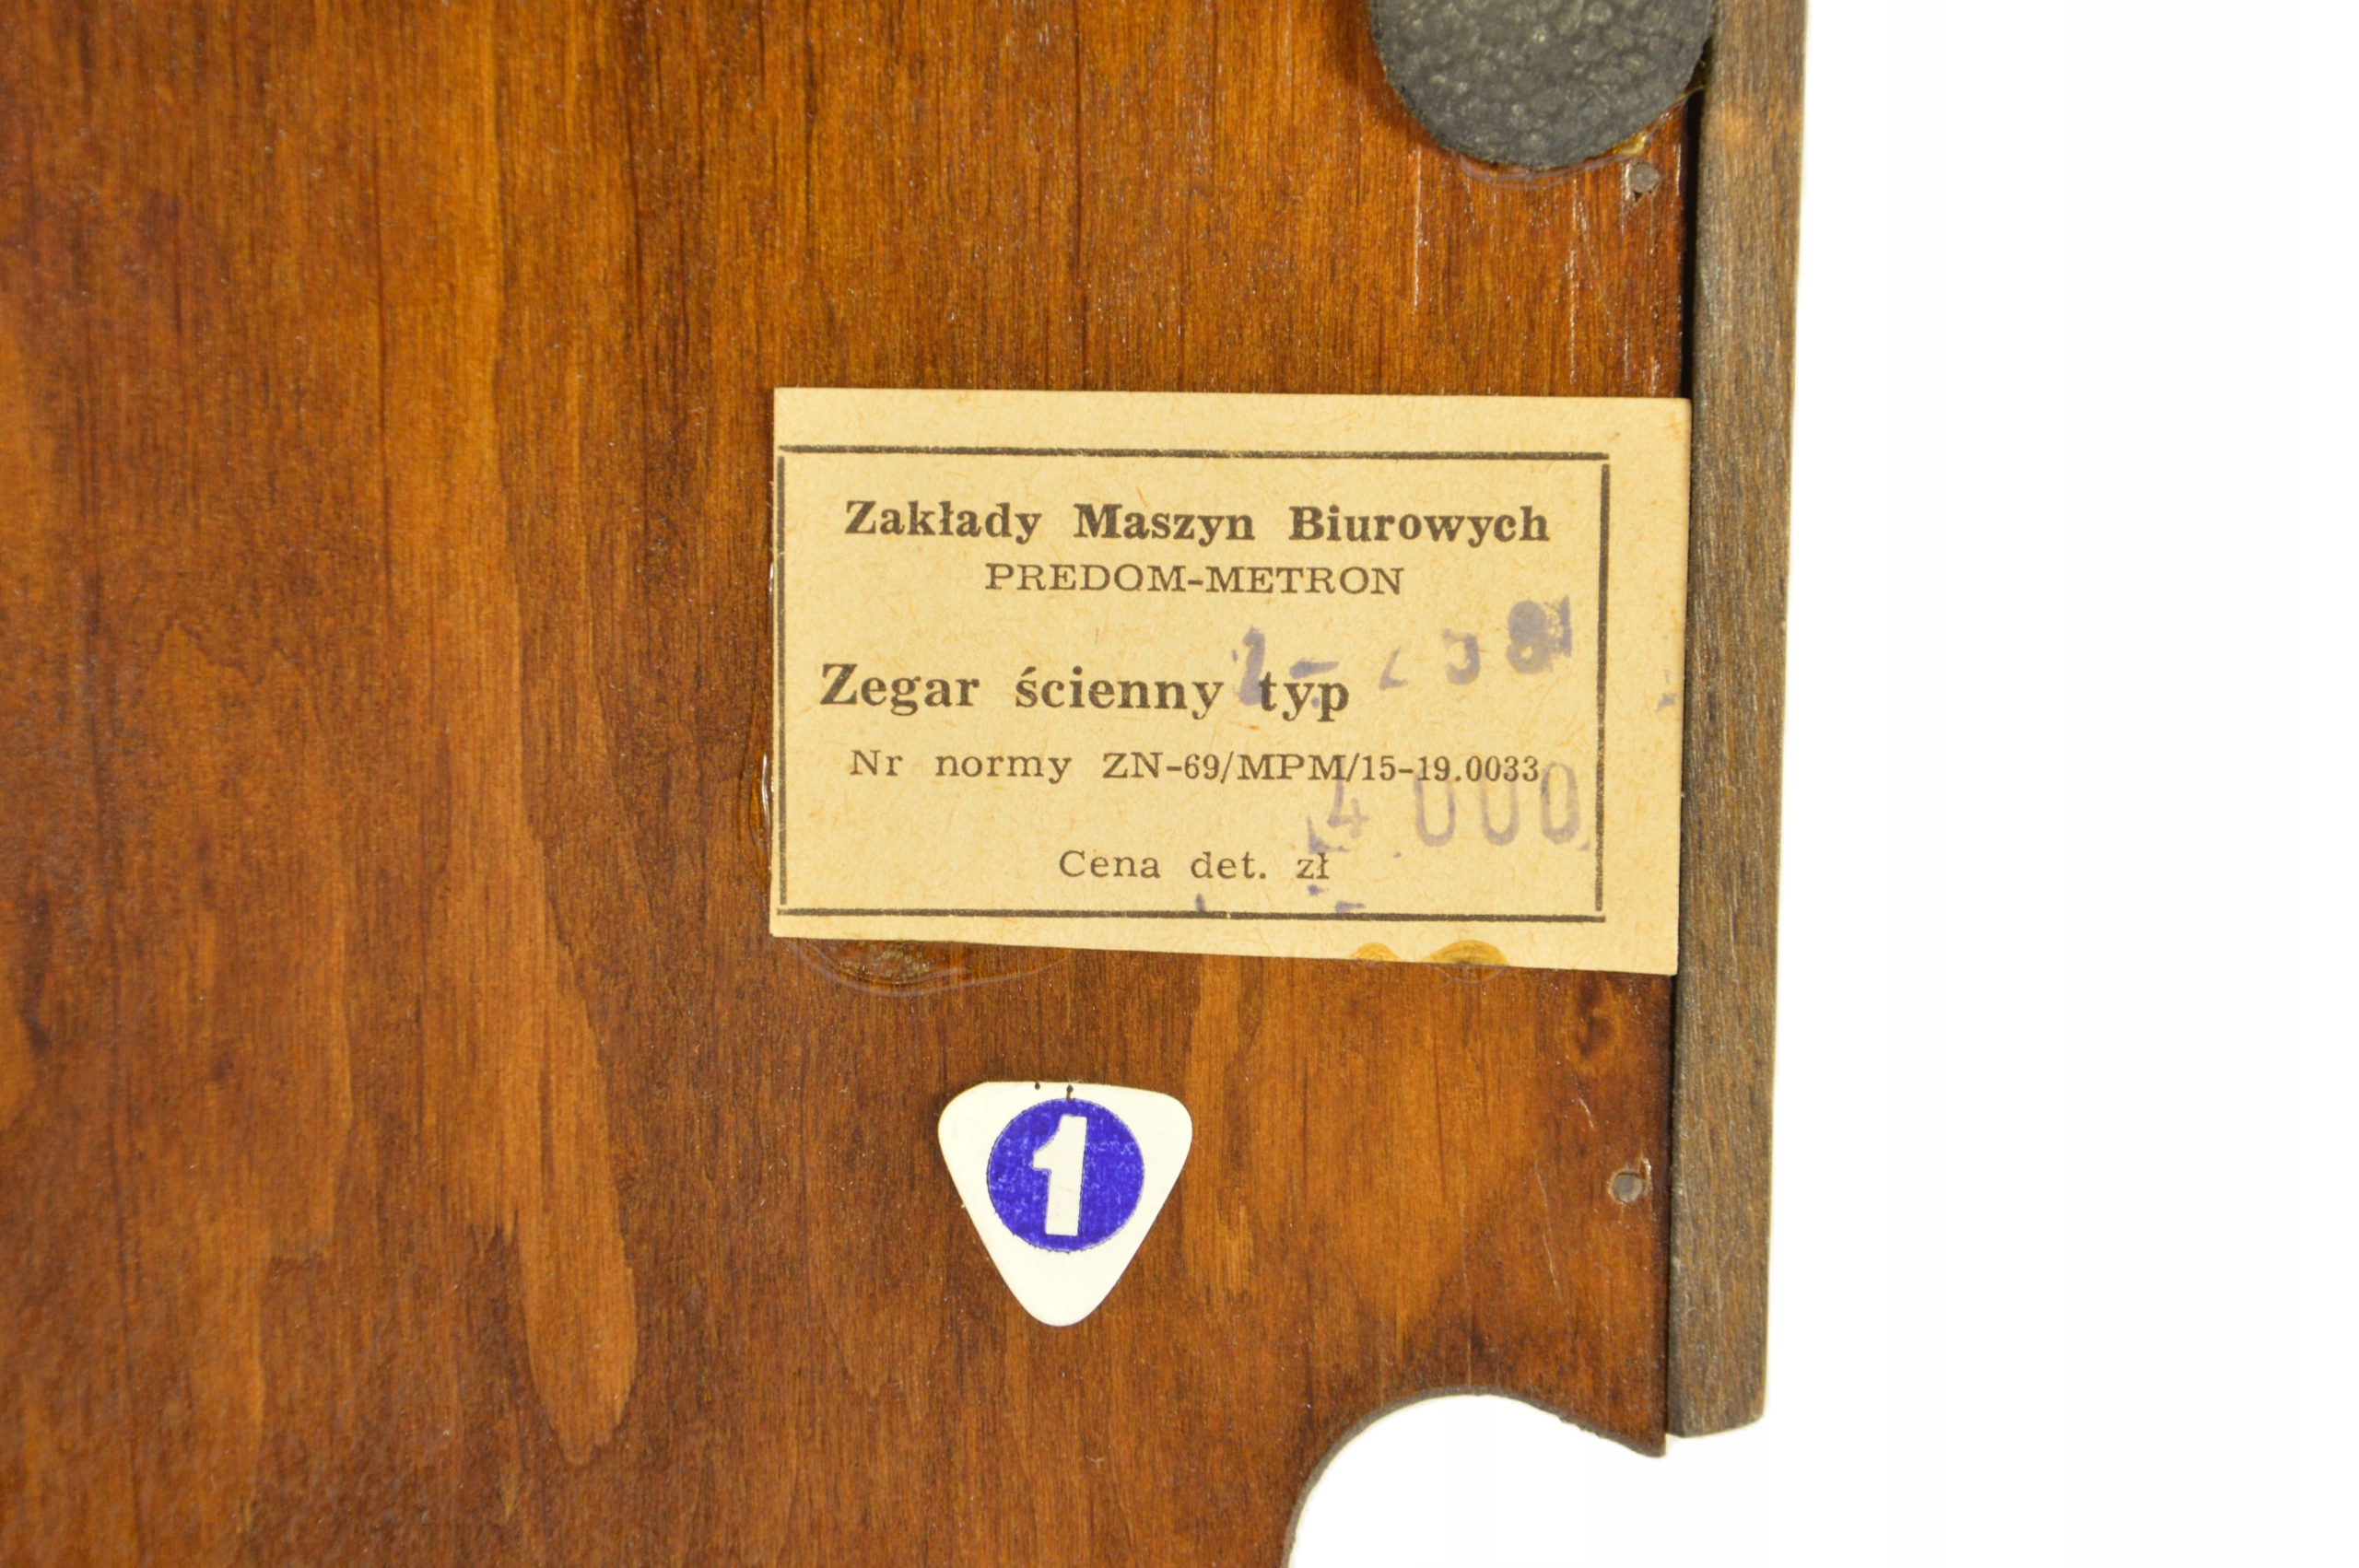 Zakłady Maszyn Biurowych
PREDOM-METRON
Zegar ścienny typ
Nr normy ZN-69/MPM/15-19.0033
4 000
Cena det. zł
1